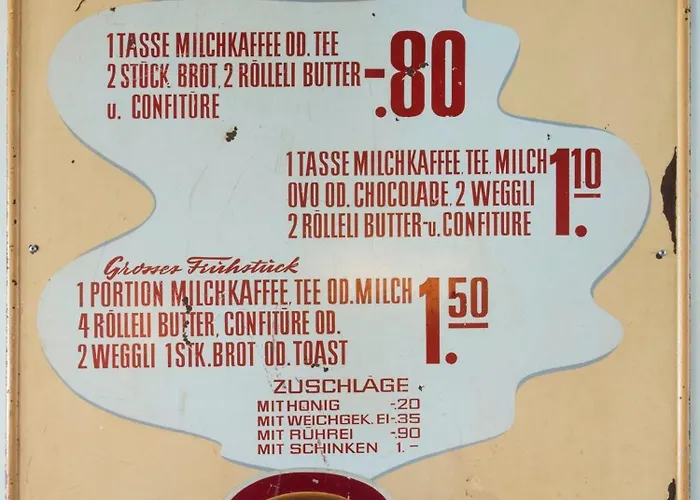 1 TASSE MILCHKAFFEE OD. TEE
2 STÜCK BROT, 2 RÖLLELI BUTTER
u. CONFITÜRE
-.80
1 TASSE MILCHKAFFEE, TEE, MILCH
OVO OD. CHOCOLADE, 2 WEGGLI
2 RÖLLELI BUTTER-u. CONFITURE
1.10
Grosses Frühstück
1 PORTION MILCHKAFFEE, TEE OD. MILCH
4 RÖLLELI BUTTER, CONFITÜRE OD.
2 WEGGLI 1 STK. BROT OD. TOAST
1.50
ZUSCHLÄGE
MIT HONIG -.20
MIT WEICHGEK. EI -.35
MIT RÜHREI -.90
MIT SCHINKEN 1.-